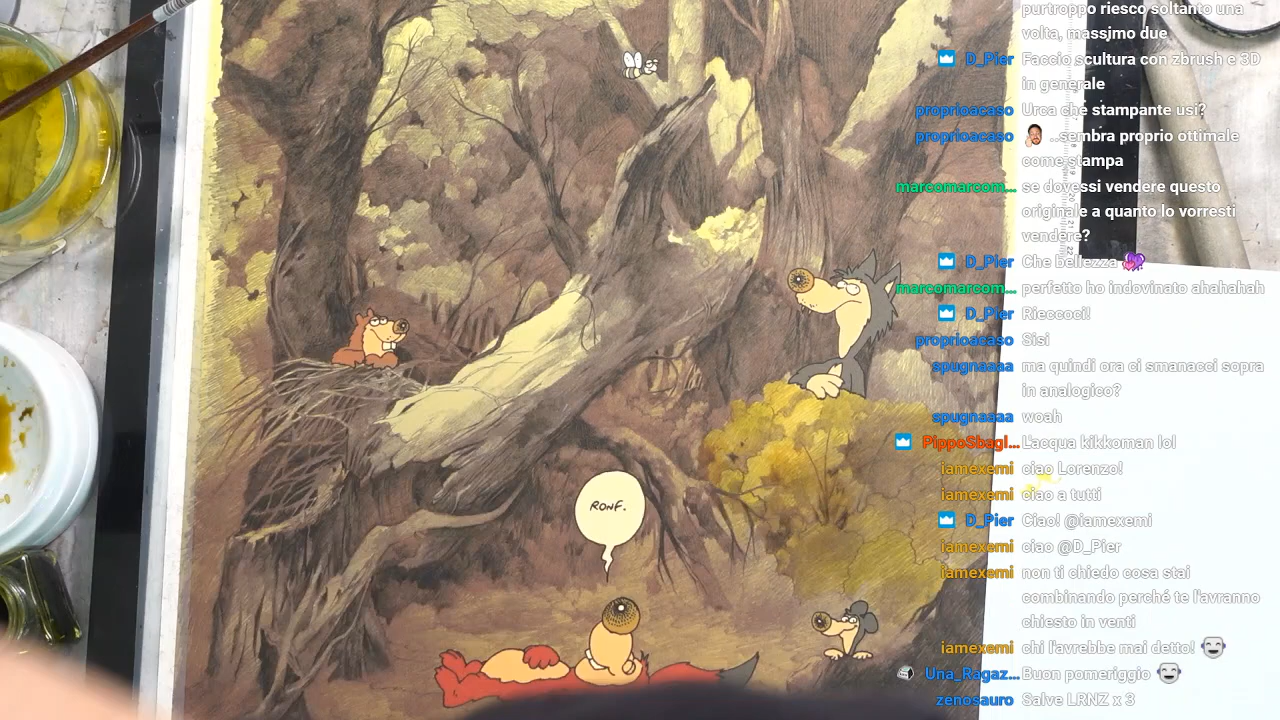 purtroppo riesco soltanto una
volta, massjmo due
D_Pier Faccio scultura con zbrush e 3D
in generale
proprioacaso Urca ché stampante usi?
proprioacaso ..sembra proprio ottimale
come stampa
marcomarcom... se dovessi vendere questo
originale a quanto lo vorresti
vendere?
D_Pier Che bellezza
marcomarcom... perfetto ho indovinato ahahahah
D_Pier Rieccoci!
proprioacaso Sisi
spugnaaaa ma quindi ora ci smanacci sopra
in analogico?
spugnaaaa woah
PippoSbagl... L'acqua kikkoman lol
iamexemi ciao Lorenzo!
iamexemi ciao a tutti
D_Pier Ciao! @iamexemi
iamexemi ciao @D_Pier
iamexemi non ti chiedo cosa stai
combinando perché te l'avranno
chiesto in venti
iamexemi chi l'avrebbe mai detto!
Una_Ragaz... Buon pomeriggio
zenosauro Salve LRNZ x 3
RONF.